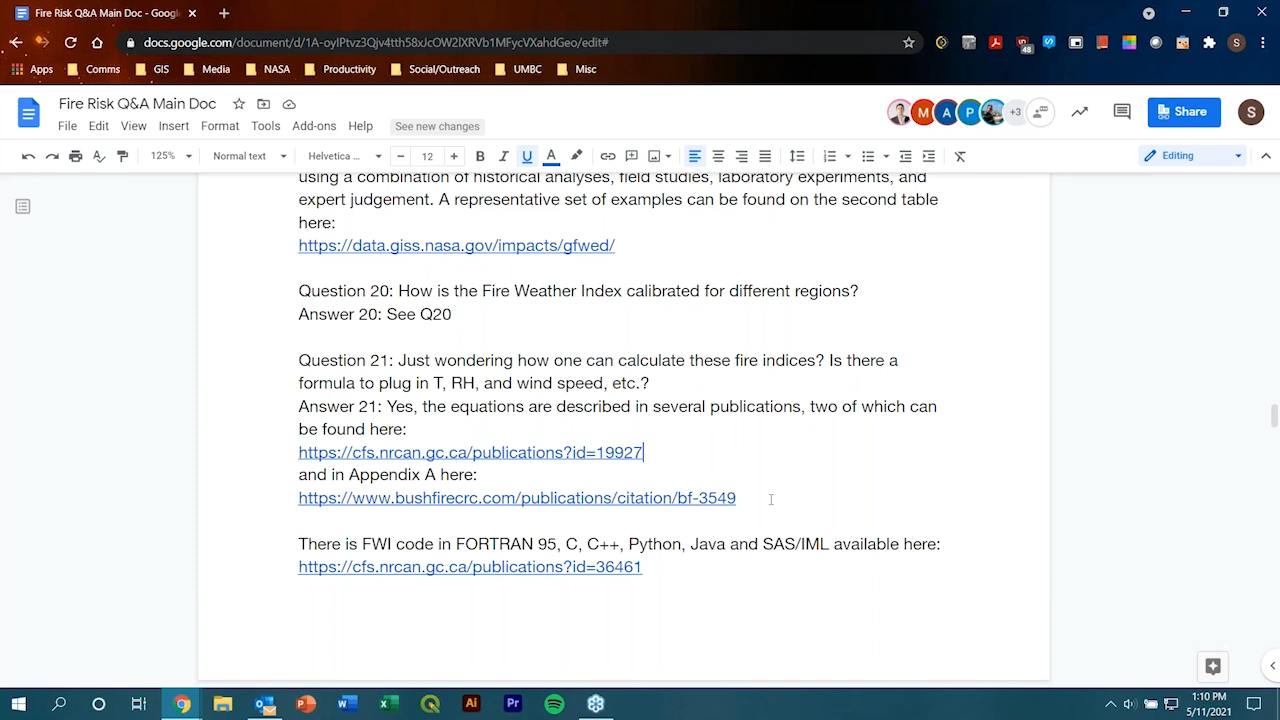 Fire Risk Q&A Main Doc - Googl
docs.google.com/document/d/1A-oyIPtvz3Qjv4tth58xJcOW2lXRVb1MFycVXahdGeo/edit#
48
S
Apps
Comms
GIS
Media
NASA
Productivity
Social/Outreach
UMBC
Misc
Fire Risk Q&A Main Doc
M
A
P
+3
Share
S
File Edit View Insert Format Tools Add-ons Help See new changes
125% Normal text Helvetica ... 12 B I U A Editing
using a combination of historical analyses, field studies, laboratory experiments, and
expert judgement. A representative set of examples can be found on the second table
here:
https://data.giss.nasa.gov/impacts/gfwed/
Question 20: How is the Fire Weather Index calibrated for different regions?
Answer 20: See Q20
Question 21: Just wondering how one can calculate these fire indices? Is there a
formula to plug in T, RH, and wind speed, etc.?
Answer 21: Yes, the equations are described in several publications, two of which can
be found here:
https://cfs.nrcan.gc.ca/publications?id=19927
and in Appendix A here:
https://www.bushfirecrc.com/publications/citation/bf-3549
There is FWI code in FORTRAN 95, C, C++, Python, Java and SAS/IML available here:
https://cfs.nrcan.gc.ca/publications?id=36461
1:10 PM
5/11/2021